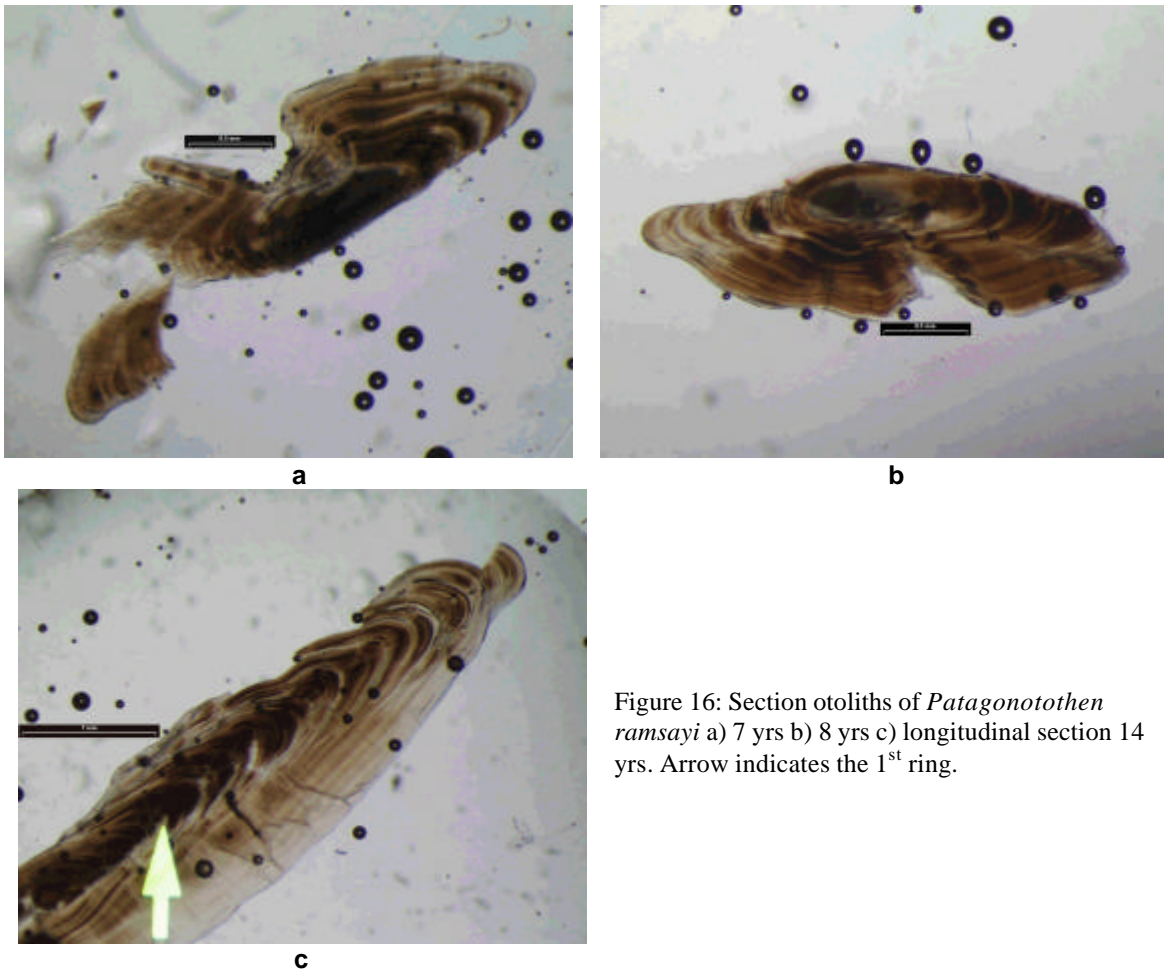 a
b
c
Figure 16: Section otoliths of Patagonotothen
ramsayi a) 7 yrs b) 8 yrs c) longitudinal section 14
yrs. Arrow indicates the 1st ring.